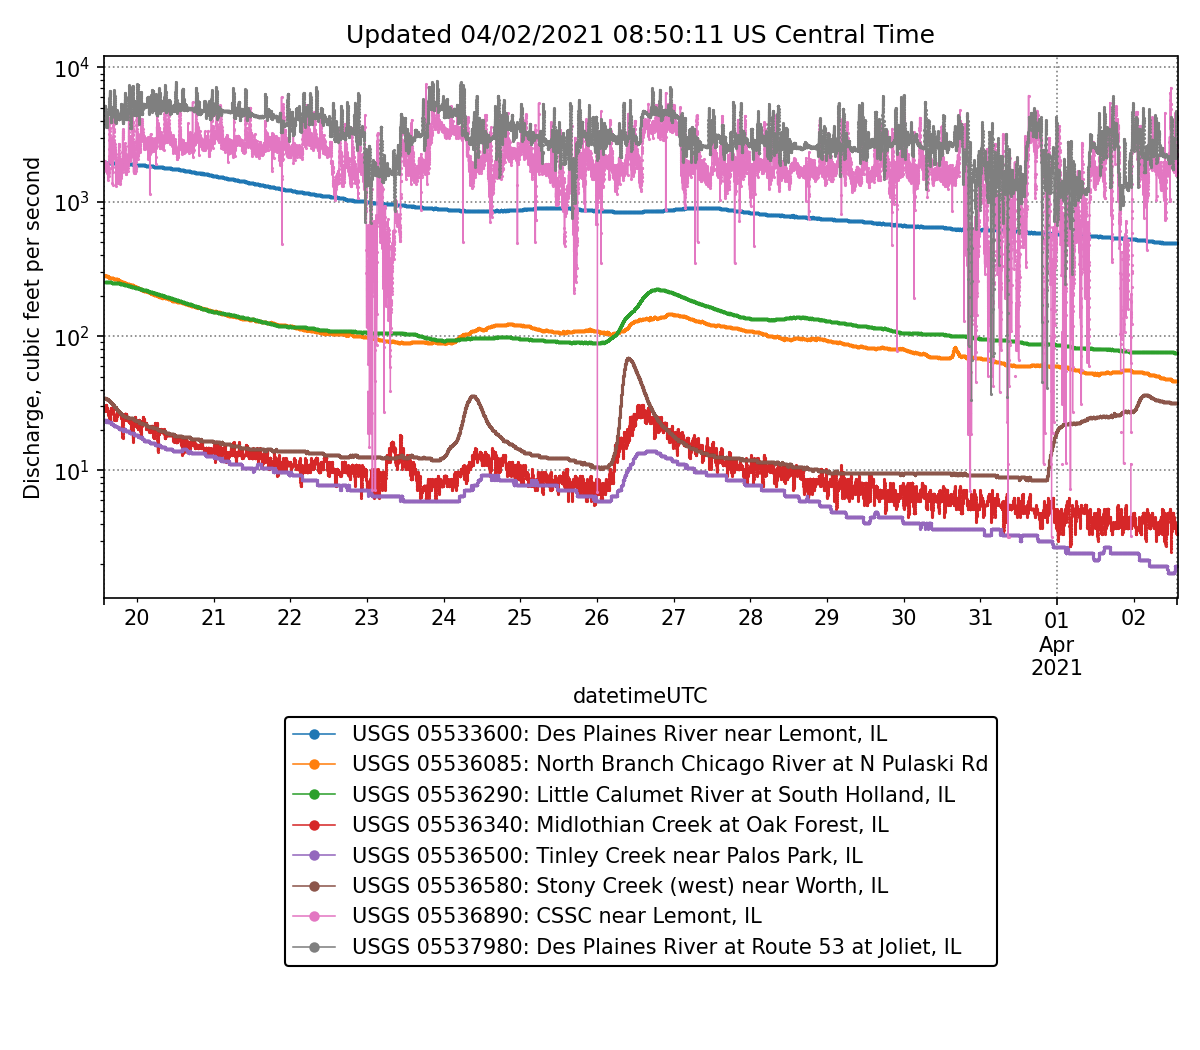 Updated 04/02/2021 08:50:11 US Central Time
Discharge, cubic feet per second
10^4
10^3
10^2
10^1
20 21 22 23 24 25 26 27 28 29 30 31 01 02
Apr
2021
datetimeUTC
USGS 05533600: Des Plaines River near Lemont, IL
USGS 05536085: North Branch Chicago River at N Pulaski Rd
USGS 05536290: Little Calumet River at South Holland, IL
USGS 05536340: Midlothian Creek at Oak Forest, IL
USGS 05536500: Tinley Creek near Palos Park, IL
USGS 05536580: Stony Creek (west) near Worth, IL
USGS 05536890: CSSC near Lemont, IL
USGS 05537980: Des Plaines River at Route 53 at Joliet, IL